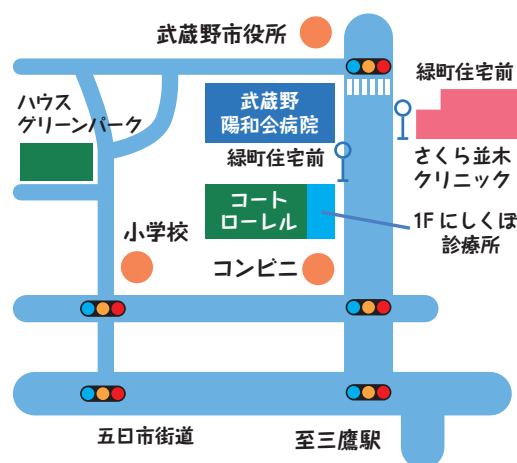 武蔵野市役所
緑町住宅前
ハウス
グリーンパーク
武蔵野
陽和会病院
緑町住宅前
さくら並木
クリニック
コート
ローレル
1Fにしくぼ
診療所
小学校
コンビニ
五日市街道
至三鷹駅